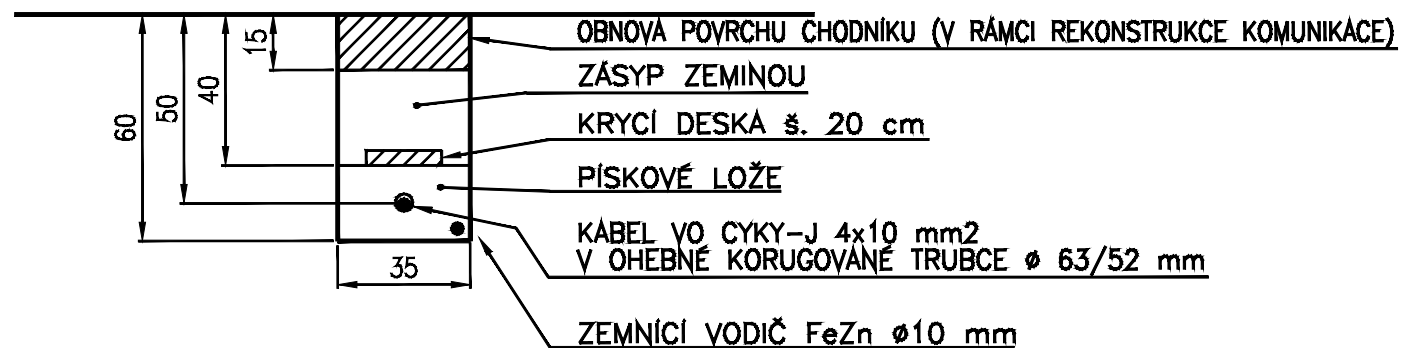 OBNOVA POVRCHU CHODNÍKU (V RÁMCI REKONSTRUKCE KOMUNIKACE)
15
ZÁSYP ZEMINOU
40
50
60
KRYCÍ DESKA š. 20 cm
PÍSKOVÉ LOŽE
KABEL VO CYKY-J 4x10 mm2
V OHEBNÉ KORUGOVANÉ TRUBCE ø 63/52 mm
35
ZEMNÍCÍ VODIČ FeZn ø10 mm